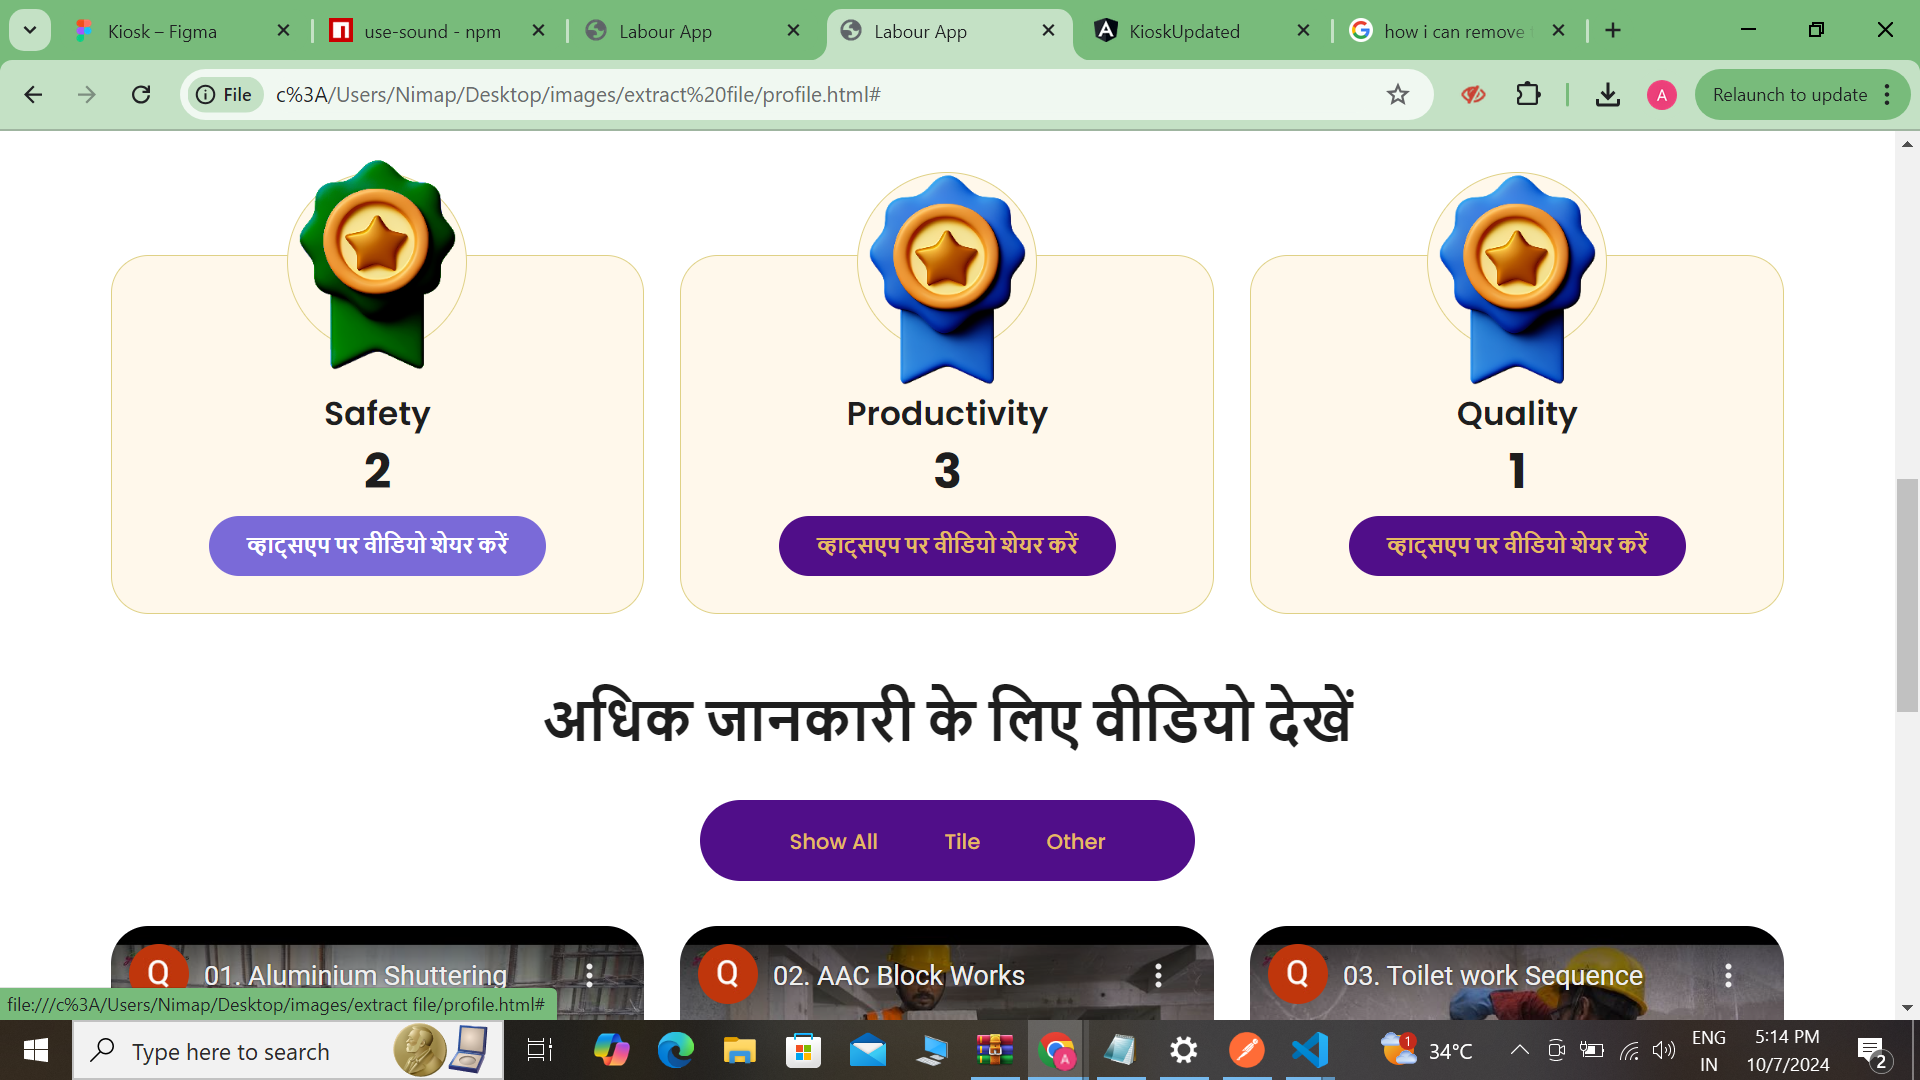 Kiosk – Figma
use-sound - npm
Labour App
Labour App
KioskUpdated
how i can remove
File c%3A/Users/Nimap/Desktop/images/extract%20file/profile.html#
A
Relaunch to update
Safety
2
व्हाट्सएप पर वीडियो शेयर करें
Productivity
3
व्हाट्सएप पर वीडियो शेयर करें
Quality
1
व्हाट्सएप पर वीडियो शेयर करें
अधिक जानकारी के लिए वीडियो देखें
Show All Tile Other
Q 01. Aluminium Shuttering
Q 02. AAC Block Works
Q 03. Toilet work Sequence
file:///c%3A/Users/Nimap/Desktop/images/extract file/profile.html#
Type here to search
A
1
34°C
ENG
IN
5:14 PM
10/7/2024
2